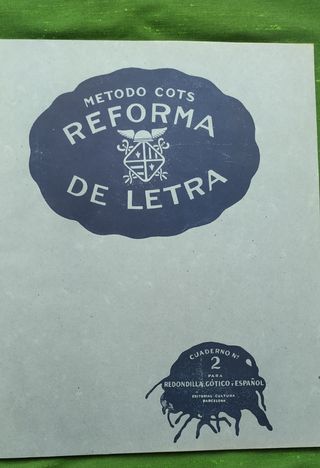 METODO COTS
REFORMA
DE LETRA
CUADERNO Nº
2
PARA
REDONDILLA, GÓTICO Y ESPAÑOL
EDITORIAL CULTURA
BARCELONA